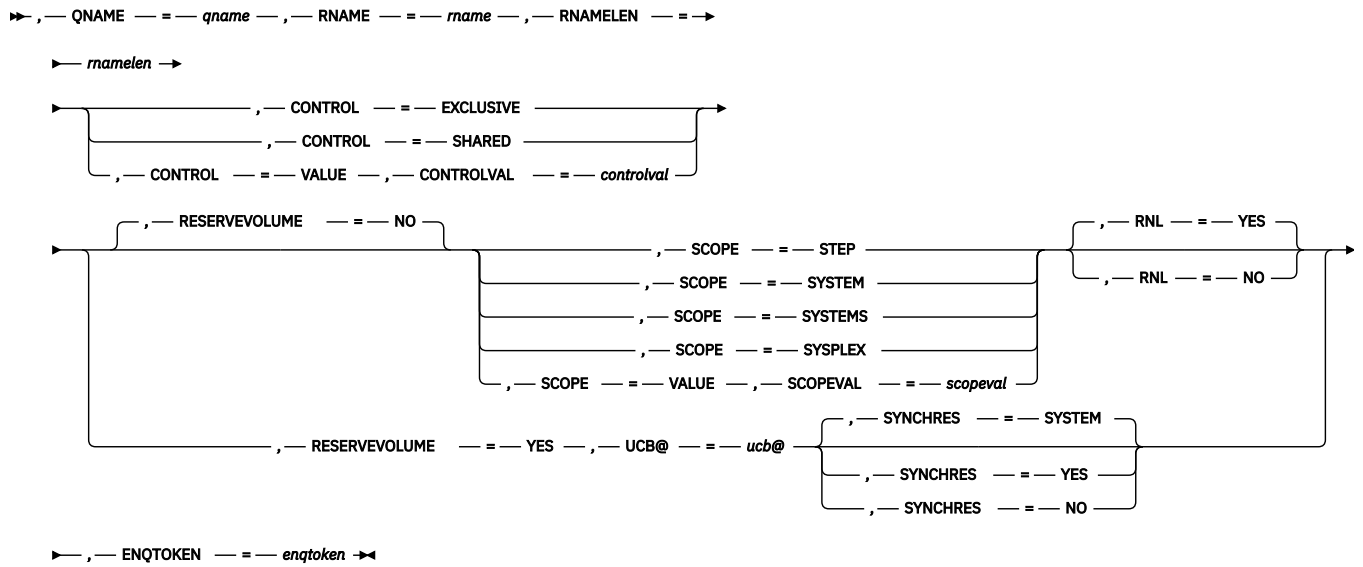 , QNAME = qname , RNAME = rname , RNAMELEN =
rnamelen
, CONTROL = EXCLUSIVE
, CONTROL = SHARED
, CONTROL = VALUE , CONTROLVAL = controlval
, RESERVEVOLUME = NO
, SCOPE = STEP
, SCOPE = SYSTEM
, SCOPE = SYSTEMS
, SCOPE = SYSPLEX
, SCOPE = VALUE , SCOPEVAL = scopeval
, RNL = YES
, RNL = NO
, RESERVEVOLUME = YES , UCB@ = ucb@
, SYNCHRES = SYSTEM
, SYNCHRES = YES
, SYNCHRES = NO
, ENQTOKEN = enqtoken